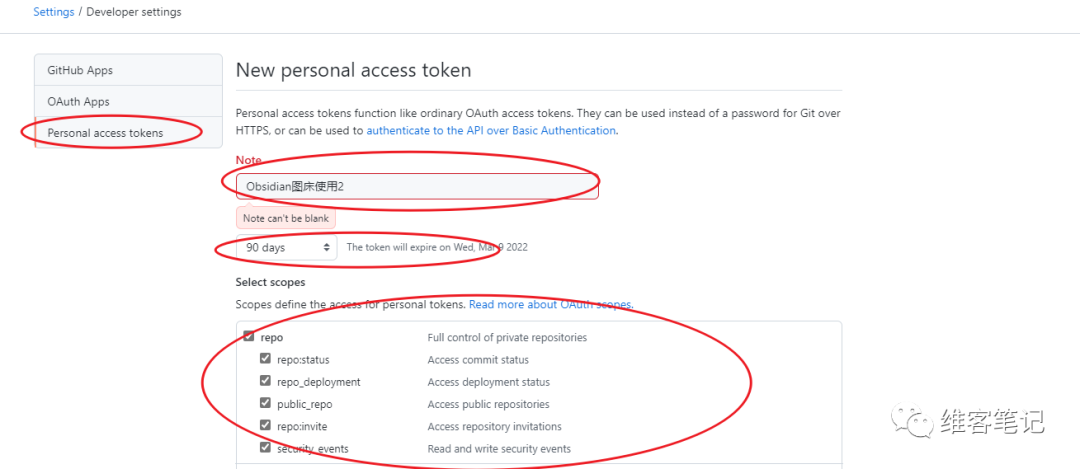 Settings / Developer settings
GitHub Apps
OAuth Apps
Personal access tokens
New personal access token
Personal access tokens function like ordinary OAuth access tokens. They can be used instead of a password for Git over
HTTPS, or can be used to authenticate to the API over Basic Authentication.
Note
Obsidian图床使用2
Note can't be blank
90 days The token will expire on Wed, Mar 9 2022
Select scopes
Scopes define the access for personal tokens. Read more about OAuth scopes.
repo Full control of private repositories
repo:status Access commit status
repo_deployment Access deployment status
public_repo Access public repositories
repo:invite Access repository invitations
security_events Read and write security events
维客笔记